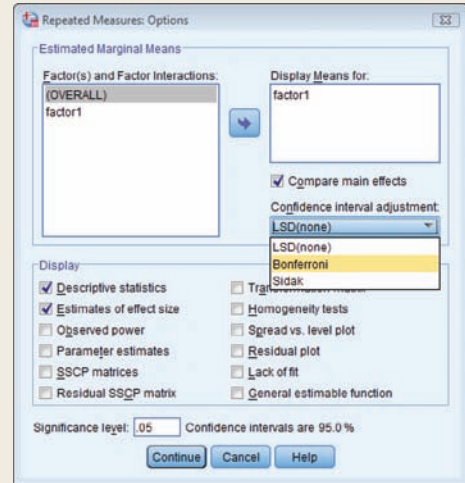 Repeated Measures: Options
Estimated Marginal Means
Factor(s) and Factor Interactions:
(OVERALL)
factor1
Display Means for:
factor1
Compare main effects
Confidence interval adjustment:
LSD(none)
LSD(none)
Bonferroni
Sidak
Display
Descriptive statistics
Estimates of effect size
Homogeneity tests
Observed power
Spread vs. level plot
Parameter estimates
Residual plot
SSCP matrices
Lack of fit
Residual SSCP matrix
General estimable function
Significance level: .05 Confidence intervals are 95.0 %
Continue Cancel Help